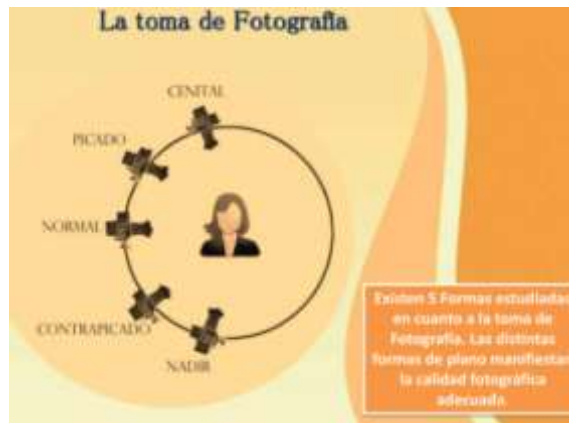 La toma de Fotografía
CENITAL
PICADO
NORMAL
CONTRAPICADO
NADIR
Existen 5 Formas estudiadas
en cuanto a la toma de
Fotografía. Las distintas
formas de plano manifiestan
la calidad fotográfica
adecuada.